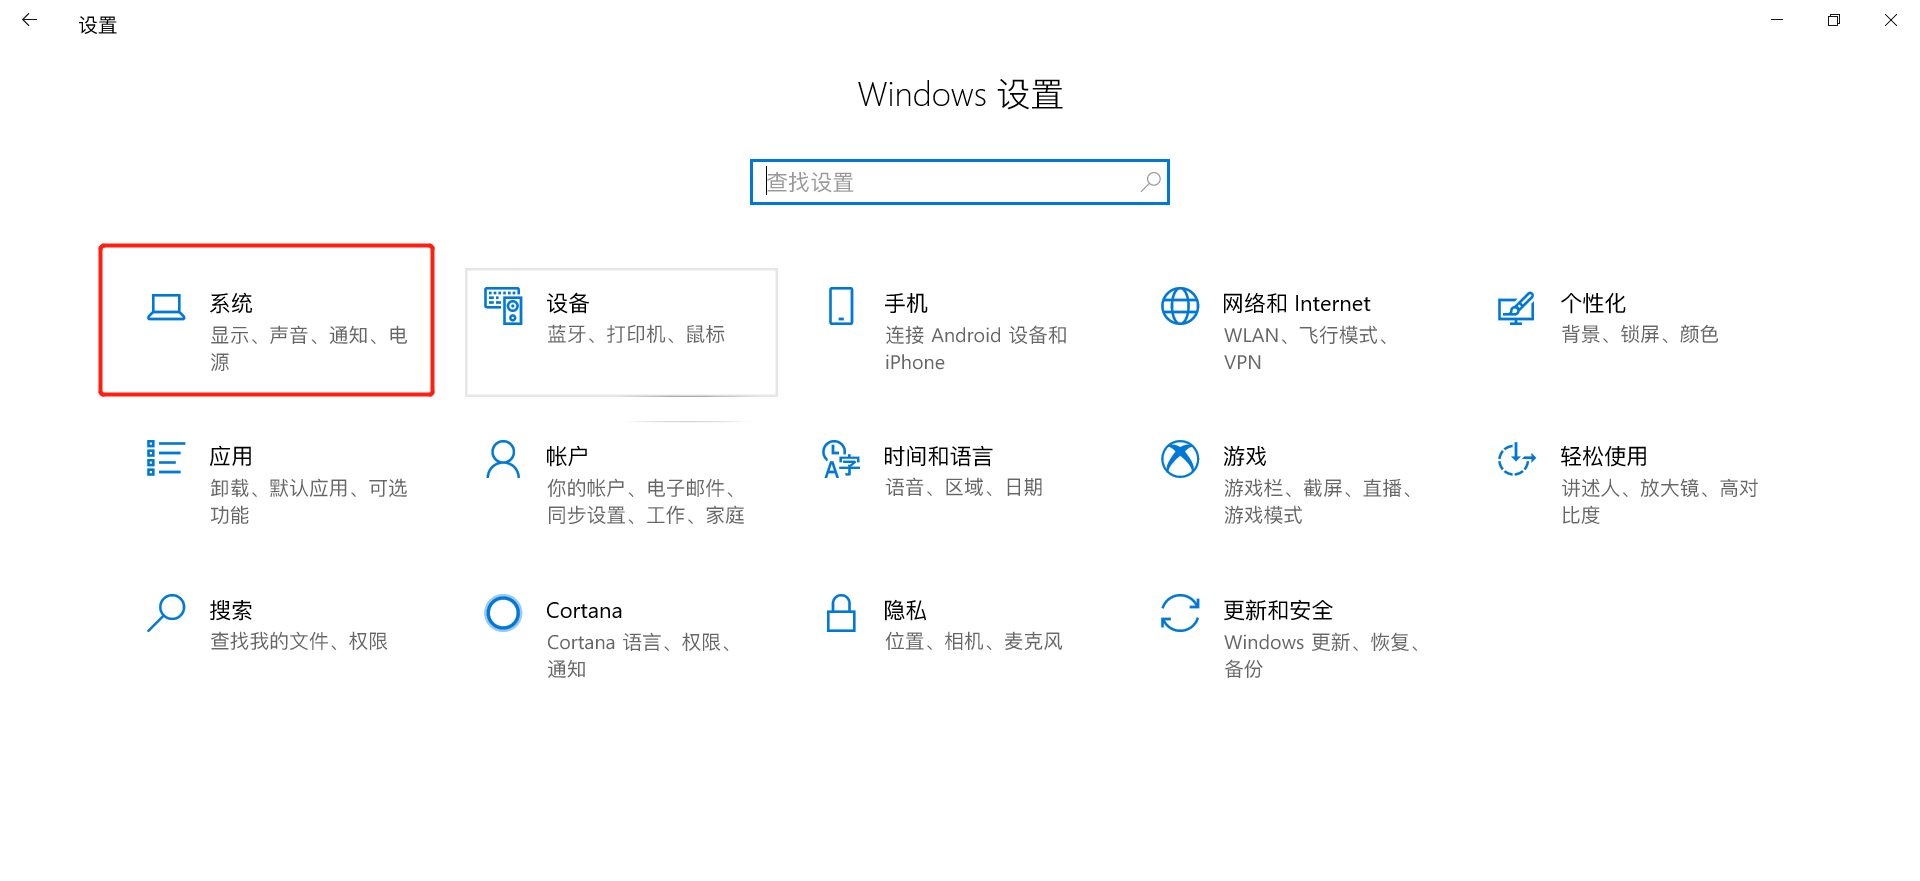 设置
Windows 设置
查找设置
系统
显示、声音、通知、电
源
设备
蓝牙、打印机、鼠标
手机
连接 Android 设备和
iPhone
网络和 Internet
WLAN、飞行模式、
VPN
个性化
背景、锁屏、颜色
应用
卸载、默认应用、可选
功能
帐户
你的帐户、电子邮件、
同步设置、工作、家庭
时间和语言
语音、区域、日期
游戏
游戏栏、截屏、直播、
游戏模式
轻松使用
讲述人、放大镜、高对
比度
搜索
查找我的文件、权限
Cortana
Cortana 语言、权限、
通知
隐私
位置、相机、麦克风
更新和安全
Windows 更新、恢复、
备份